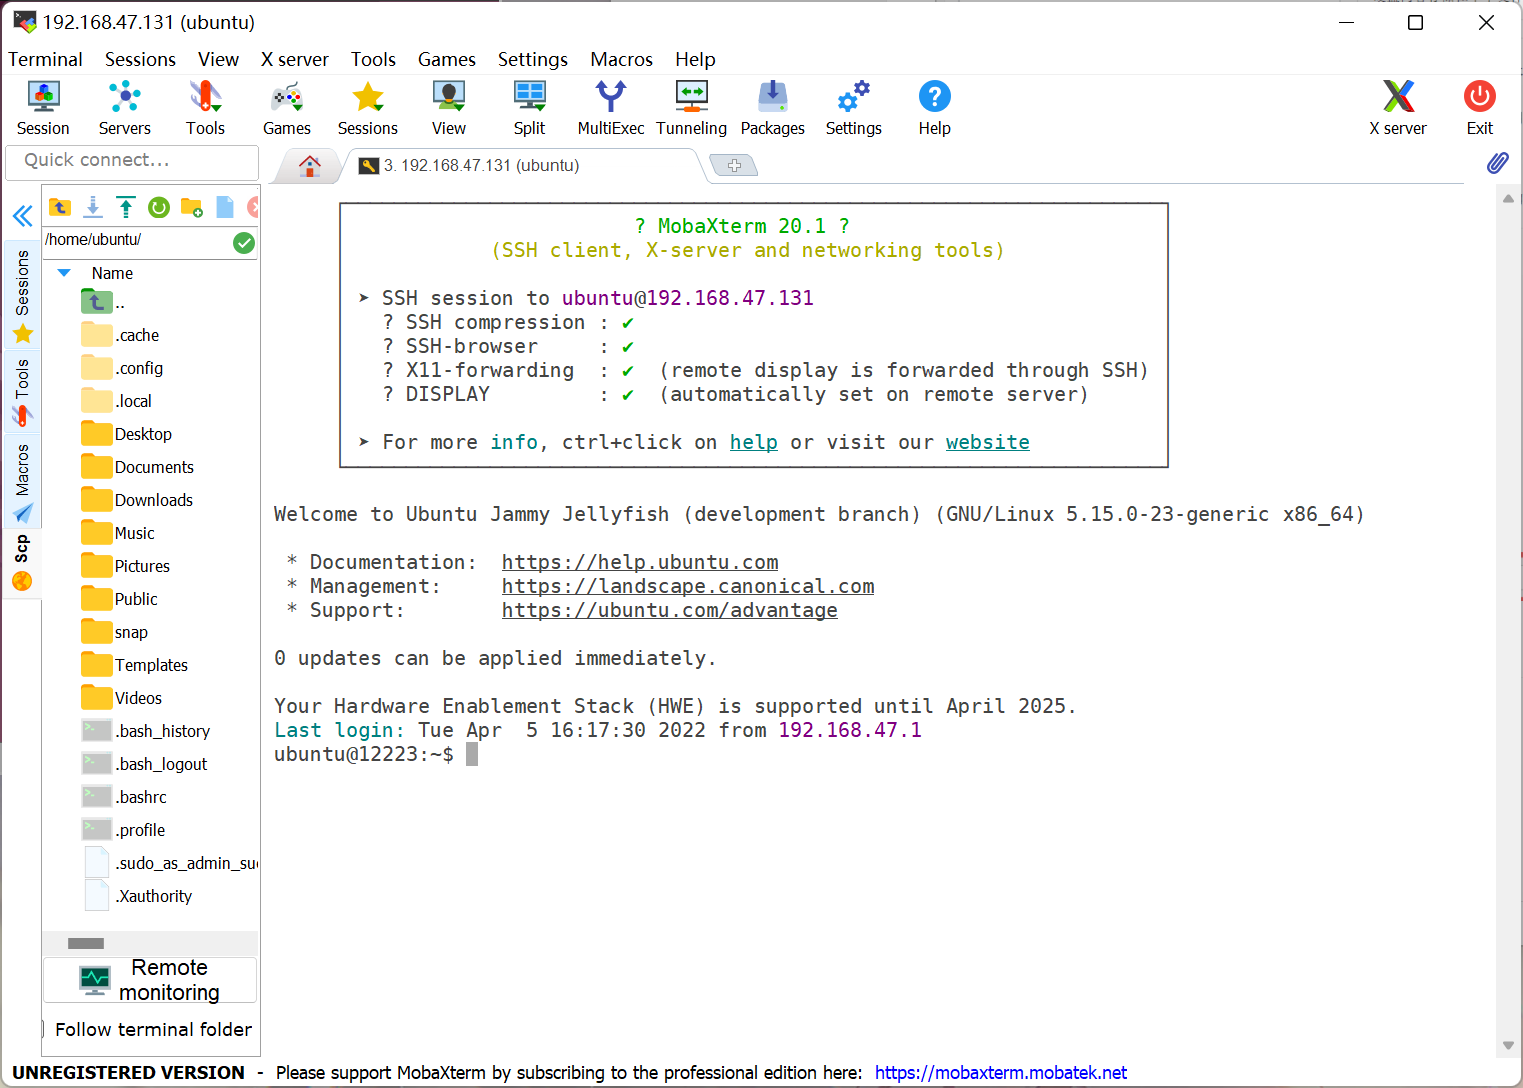 192.168.47.131 (ubuntu)
Terminal Sessions View X server Tools Games Settings Macros Help
Session Servers Tools Games Sessions View Split MultiExec Tunneling Packages Settings Help X server Exit
Quick connect...
3. 192.168.47.131 (ubuntu)
/home/ubuntu/
Name
..
.cache
.config
.local
Desktop
Documents
Downloads
Music
Pictures
Public
snap
Templates
Videos
.bash_history
.bash_logout
.bashrc
.profile
.sudo_as_admin_su
.Xauthority
Sessions
Tools
Macros
Scp
Remote
monitoring
Follow terminal folder
? MobaXterm 20.1 ?
(SSH client, X-server and networking tools)
➤ SSH session to ubuntu@192.168.47.131
? SSH compression : ✔
? SSH-browser : ✔
? X11-forwarding : ✔ (remote display is forwarded through SSH)
? DISPLAY : ✔ (automatically set on remote server)
➤ For more info, ctrl+click on help or visit our website
Welcome to Ubuntu Jammy Jellyfish (development branch) (GNU/Linux 5.15.0-23-generic x86_64)
* Documentation: https://help.ubuntu.com
* Management: https://landscape.canonical.com
* Support: https://ubuntu.com/advantage
0 updates can be applied immediately.
Your Hardware Enablement Stack (HWE) is supported until April 2025.
Last login: Tue Apr 5 16:17:30 2022 from 192.168.47.1
ubuntu@12223:~$
UNREGISTERED VERSION - Please support MobaXterm by subscribing to the professional edition here: https://mobaxterm.mobatek.net